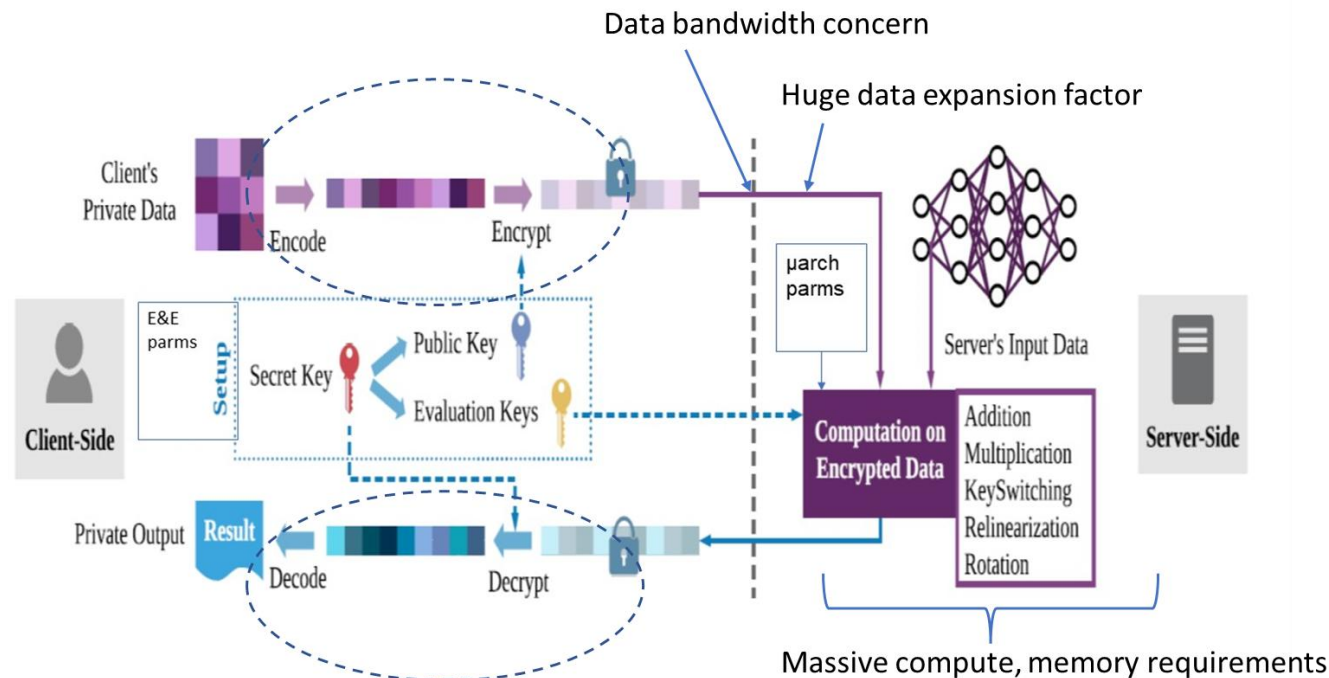 Data bandwidth concern
Huge data expansion factor
Client's
Private Data
Encode
Encrypt
µarch
parms
Server's Input Data
E&E
parms
Setup
Secret Key
Public Key
Evaluation Keys
Client-Side
Computation on
Encrypted Data
Addition
Multiplication
KeySwitching
Relinearization
Rotation
Server-Side
Private Output
Result
Decode
Decrypt
Massive compute, memory requirements